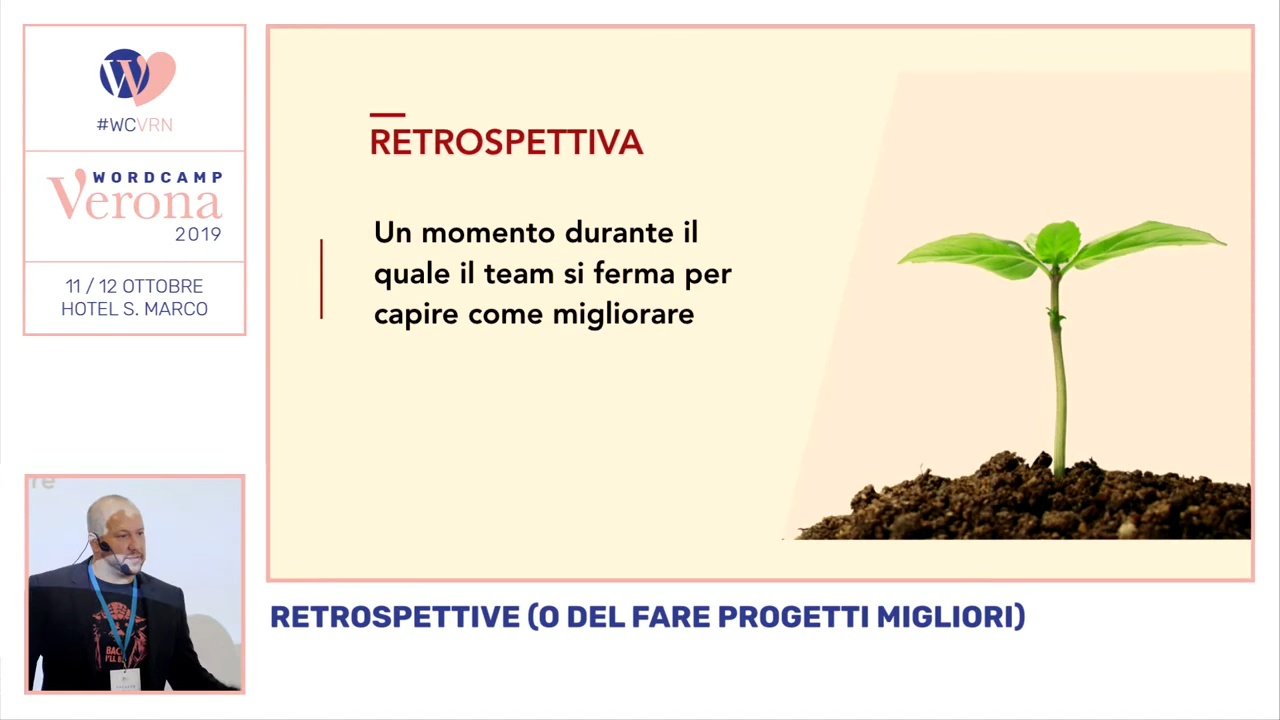 #WCVRN
WORDCAMP
Verona
2019
11 / 12 OTTOBRE
HOTEL S. MARCO
RETROSPETTIVA
Un momento durante il
quale il team si ferma per
capire come migliorare
re
RETROSPETTIVE (O DEL FARE PROGETTI MIGLIORI)